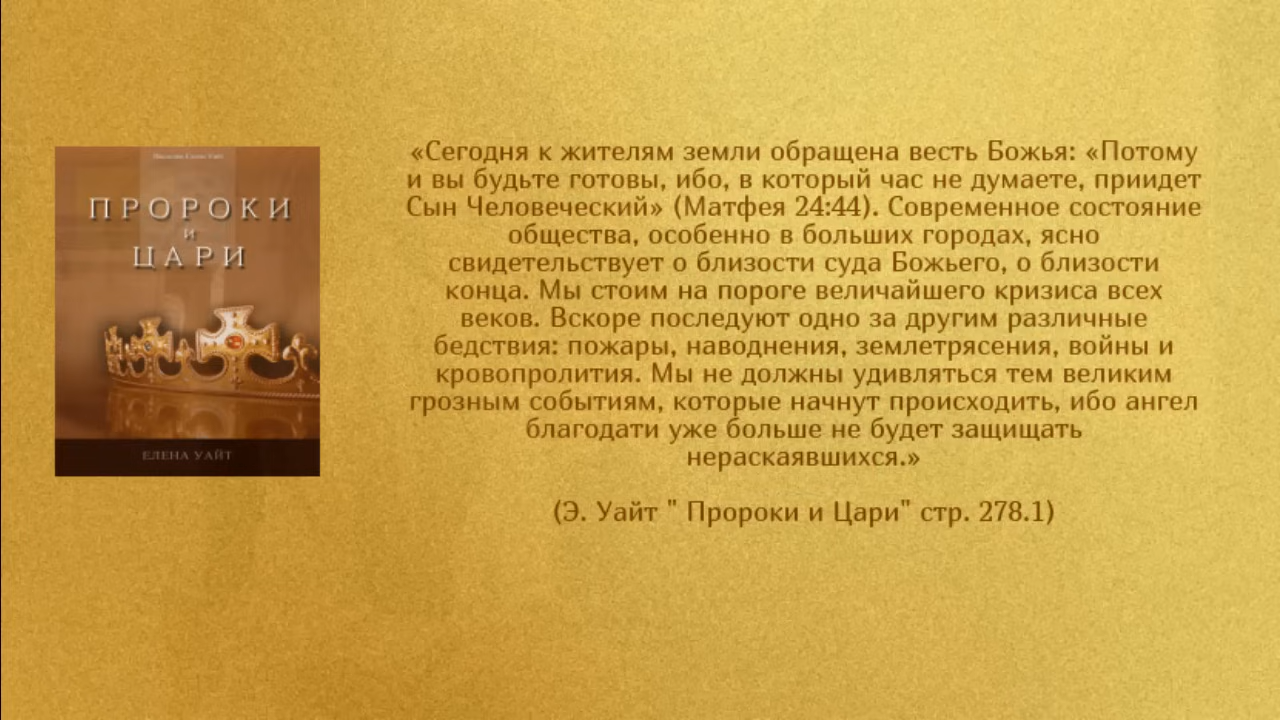 ПРОРОКИ
и
ЦАРИ
ЕЛЕНА УАЙТ
«Сегодня к жителям земли обращена весть Божья: «Потому
и вы будьте готовы, ибо, в который час не думаете, приидет
Сын Человеческий» (Матфея 24:44). Современное состояние
общества, особенно в больших городах, ясно
свидетельствует о близости суда Божьего, о близости
конца. Мы стоим на пороге величайшего кризиса всех
веков. Вскоре последуют одно за другим различные
бедствия: пожары, наводнения, землетрясения, войны и
кровопролития. Мы не должны удивляться тем великим
грозным событиям, которые начнут происходить, ибо ангел
благодати уже больше не будет защищать
нераскаявшихся.»
(Э. Уайт " Пророки и Цари" стр. 278.1)